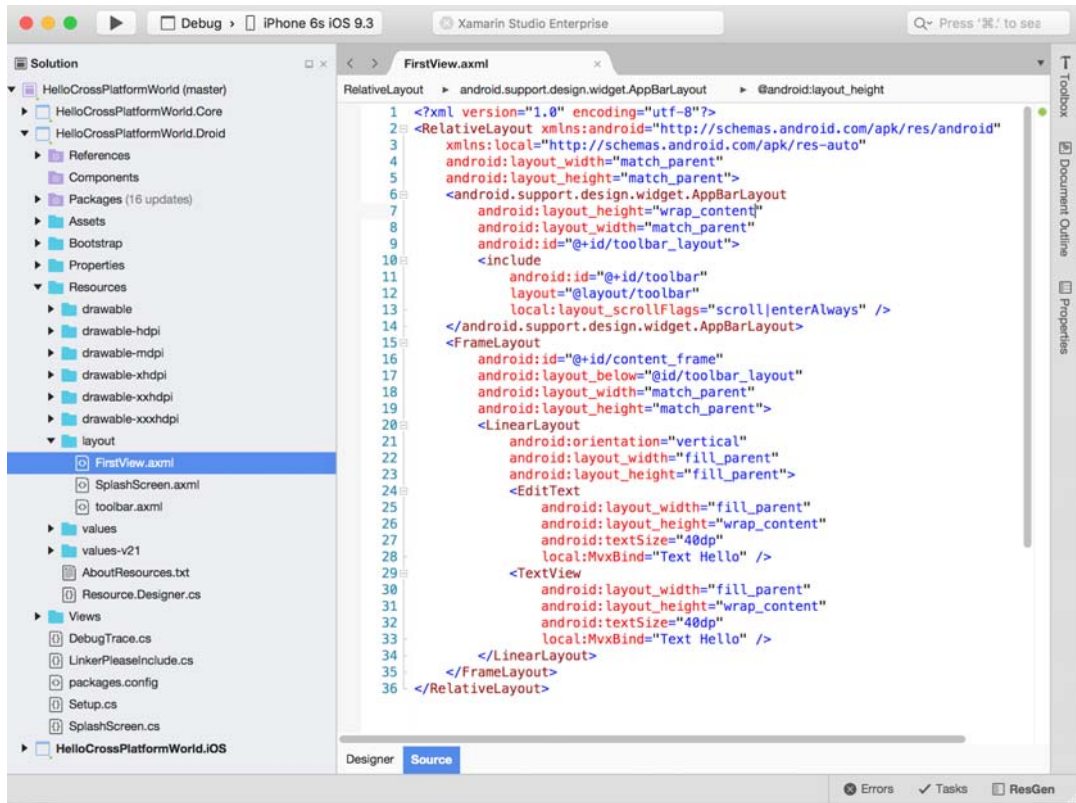 Debug › iPhone 6s iOS 9.3
Xamarin Studio Enterprise
Press '⌘.' to sea
Solution
HelloCrossPlatformWorld (master)
HelloCrossPlatformWorld.Core
HelloCrossPlatformWorld.Droid
References
Components
Packages (16 updates)
Assets
Bootstrap
Properties
Resources
drawable
drawable-hdpi
drawable-mdpi
drawable-xhdpi
drawable-xxhdpi
drawable-xxxhdpi
layout
FirstView.axml
SplashScreen.axml
toolbar.axml
values
values-v21
AboutResources.txt
Resource.Designer.cs
Views
DebugTrace.cs
LinkerPleaseInclude.cs
packages.config
Setup.cs
SplashScreen.cs
HelloCrossPlatformWorld.iOS
FirstView.axml
RelativeLayout ▸ android.support.design.widget.AppBarLayout ▸ @android:layout_height
1 <?xml version="1.0" encoding="utf-8"?>
2 <RelativeLayout xmlns:android="http://schemas.android.com/apk/res/android"
3 xmlns:local="http://schemas.android.com/apk/res-auto"
4 android:layout_width="match_parent"
5 android:layout_height="match_parent">
6 <android.support.design.widget.AppBarLayout
7 android:layout_height="wrap_content"
8 android:layout_width="match_parent"
9 android:id="@+id/toolbar_layout">
10 <include
11 android:id="@+id/toolbar"
12 layout="@layout/toolbar"
13 local:layout_scrollFlags="scroll|enterAlways" />
14 </android.support.design.widget.AppBarLayout>
15 <FrameLayout
16 android:id="@+id/content_frame"
17 android:layout_below="@id/toolbar_layout"
18 android:layout_width="match_parent"
19 android:layout_height="match_parent">
20 <LinearLayout
21 android:orientation="vertical"
22 android:layout_width="fill_parent"
23 android:layout_height="fill_parent">
24 <EditText
25 android:layout_width="fill_parent"
26 android:layout_height="wrap_content"
27 android:textSize="40dp"
28 local:MvxBind="Text Hello" />
29 <TextView
30 android:layout_width="fill_parent"
31 android:layout_height="wrap_content"
32 android:textSize="40dp"
33 local:MvxBind="Text Hello" />
34 </LinearLayout>
35 </FrameLayout>
36 </RelativeLayout>
Designer Source
Toolbox
Document Outline
Properties
Errors Tasks ResGen